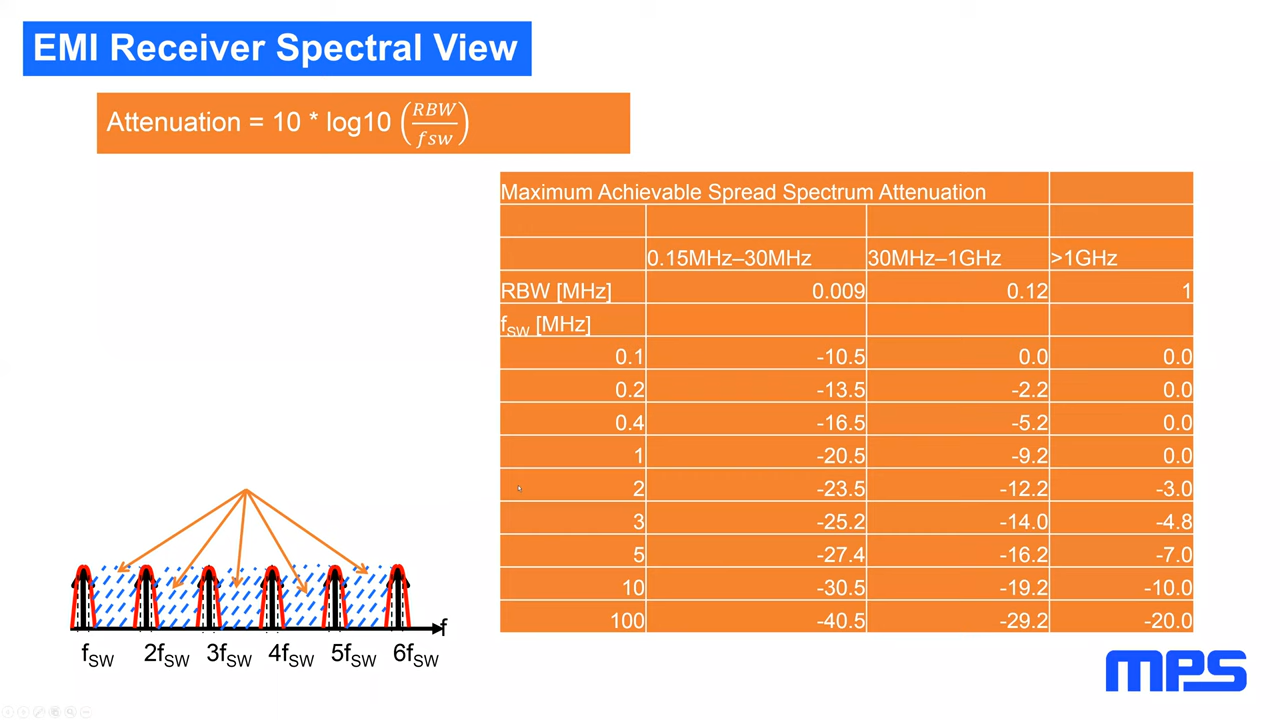 EMI Receiver Spectral View
Attenuation = 10 * log10 (RBW/fsw)
Maximum Achievable Spread Spectrum Attenuation
0.15MHz–30MHz 30MHz–1GHz >1GHz
RBW [MHz] 0.009 0.12 1
fSW [MHz]
0.1 -10.5 0.0 0.0
0.2 -13.5 -2.2 0.0
0.4 -16.5 -5.2 0.0
1 -20.5 -9.2 0.0
2 -23.5 -12.2 -3.0
3 -25.2 -14.0 -4.8
5 -27.4 -16.2 -7.0
10 -30.5 -19.2 -10.0
100 -40.5 -29.2 -20.0
f
fSW 2fSW 3fSW 4fSW 5fSW 6fSW
mps